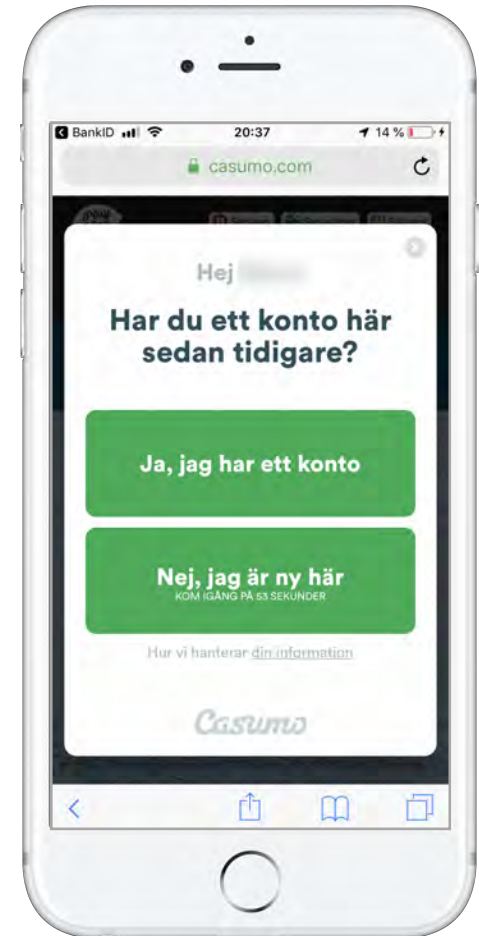 BankID
20:37
14 %
casumo.com
Hej
Har du ett konto här
sedan tidigare?
Ja, jag har ett konto
Nej, jag är ny här
KOM IGÅNG PÅ 53 SEKUNDER
Hur vi hanterar din information
Casumo